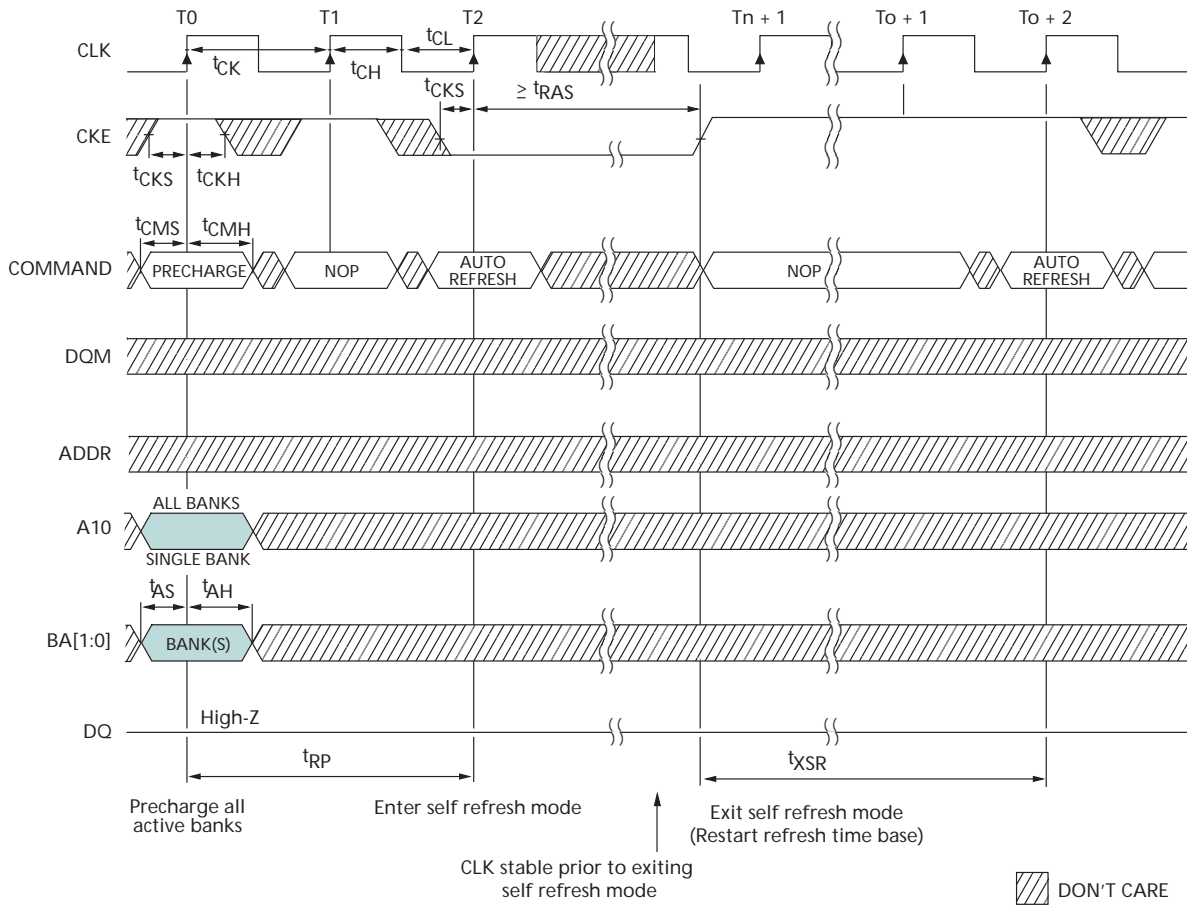 T0 T1 T2 Tn + 1 To + 1 To + 2
CLK
tCK tCH tCL
tCKS ≥ tRAS
CKE
tCKS tCKH
tCMS tCMH
COMMAND PRECHARGE NOP AUTO REFRESH NOP AUTO REFRESH
DQM
ADDR
ALL BANKS
A10
SINGLE BANK
tAS tAH
BA[1:0] BANK(S)
High-Z
DQ
tRP tXSR
Precharge all
active banks
Enter self refresh mode
Exit self refresh mode
(Restart refresh time base)
CLK stable prior to exiting
self refresh mode
DON'T CARE